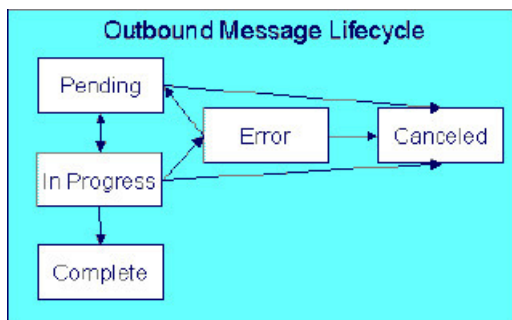 Outbound Message Lifecycle
Pending
Error
Canceled
In Progress
Complete